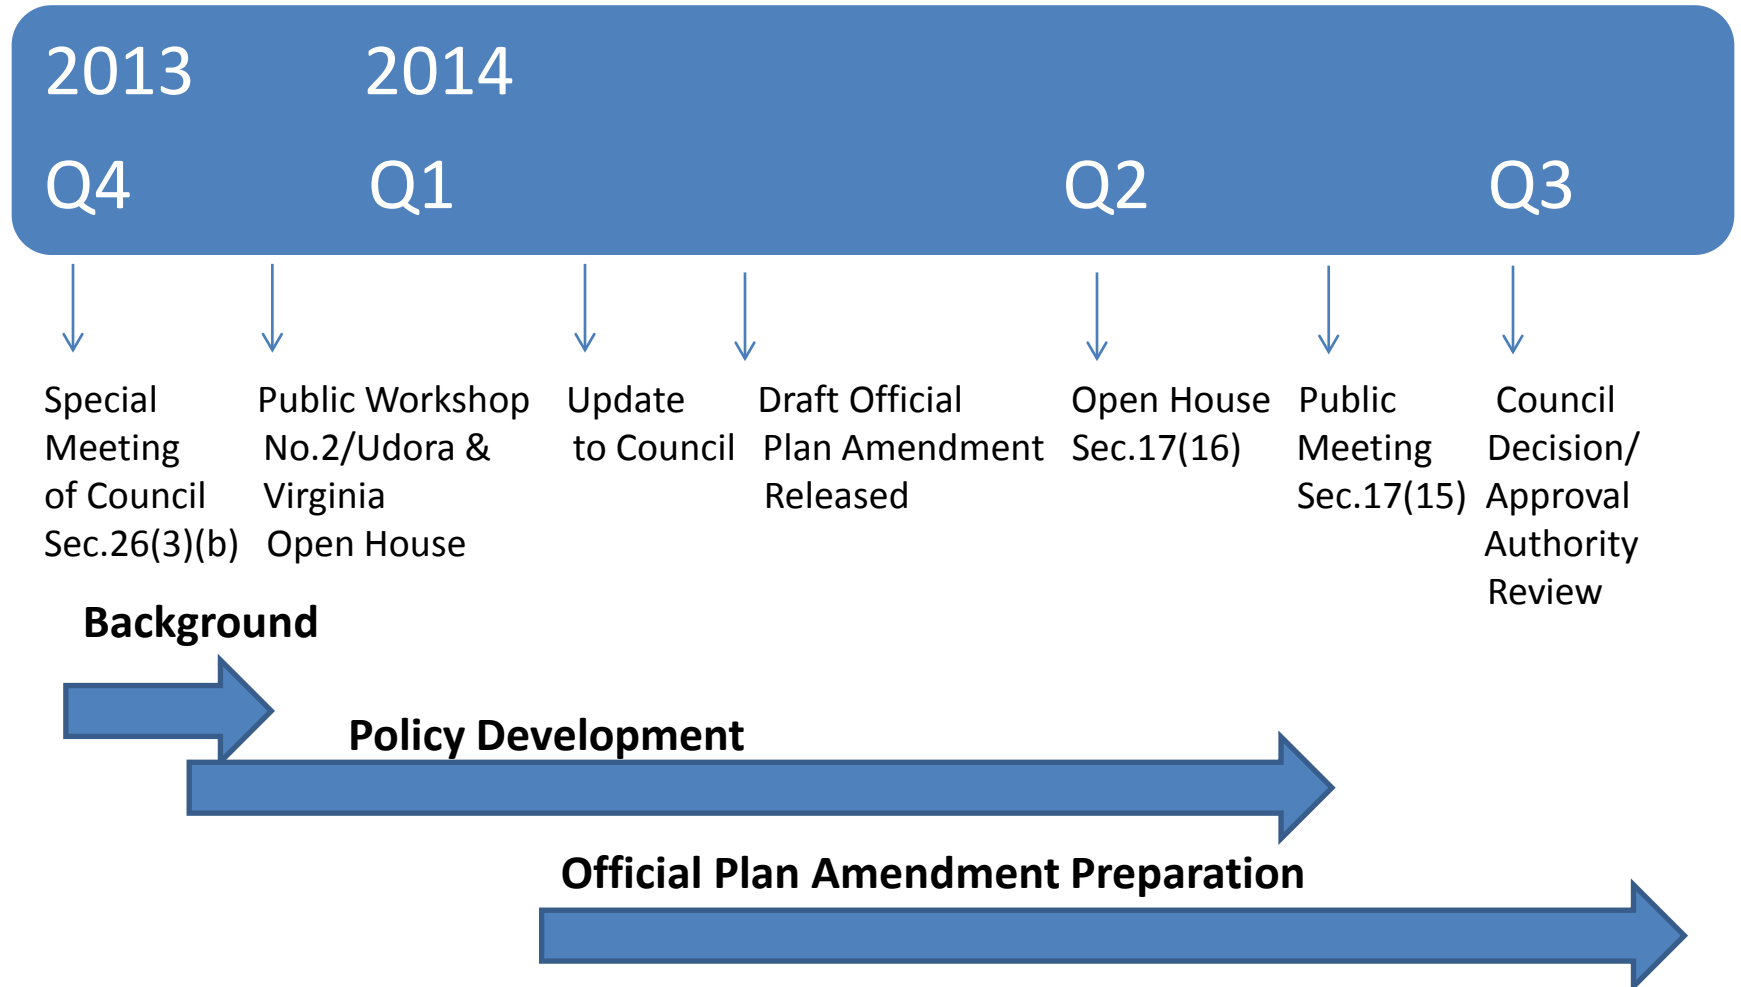 2013 2014
Q4 Q1 Q2 Q3
Special
Meeting
of Council
Sec.26(3)(b)
Public Workshop
No.2/Udora &
Virginia
Open House
Update
to Council
Draft Official
Plan Amendment
Released
Open House
Sec.17(16)
Public
Meeting
Sec.17(15)
Council
Decision/
Approval
Authority
Review
Background
Policy Development
Official Plan Amendment Preparation